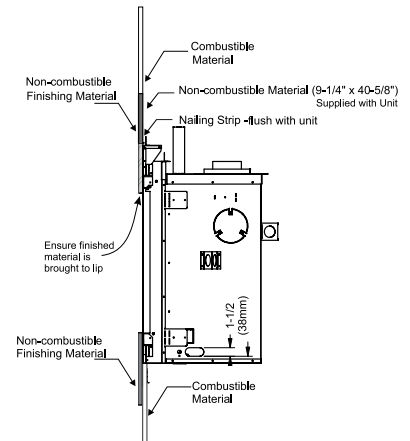 Combustible
Material
Non-combustible
Finishing Material
Non-combustible Material (9-1/4" x 40-5/8")
Supplied with Unit
Nailing Strip -flush with unit
Ensure finished
material is
brought to lip
1-1/2
(38mm)
Non-combustible
Finishing Material
Combustible
Material